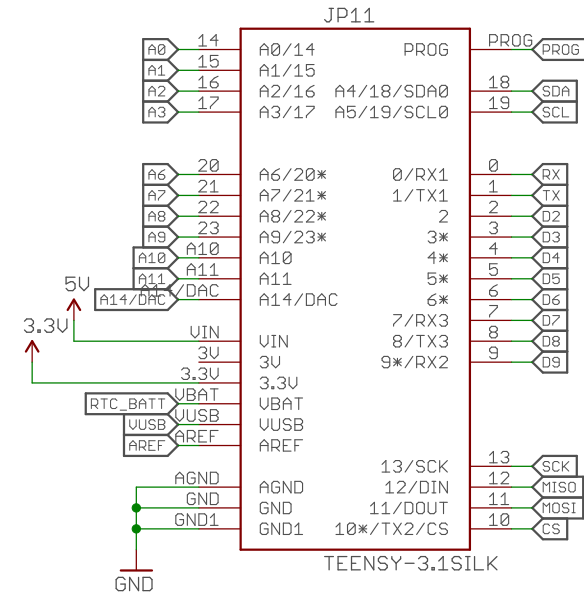 JP11
A0 14 A0/14 PROG PROG PROG
A1 15 A1/15
A2 16 A2/16 A4/18/SDA0 18 SDA
A3 17 A3/17 A5/19/SCL0 19 SCL
A6 20 A6/20* 0/RX1 0 RX
A7 21 A7/21* 1/TX1 1 TX
A8 22 A8/22* 2 2 D2
A9 23 A9/23* 3* 3 D3
A10 A10 A10 4* 4 D4
A11 A11 A11 5* 5 D5
A14/DAC A14/DAC A14/DAC 6* 6 D6
5V 7/RX3 7 D7
3.3V VIN VIN 8/TX3 8 D8
3V 3V 9*/RX2 9 D9
3.3V 3.3V
RTC_BATT VBAT VBAT
VUSB VUSB VUSB
AREF AREF AREF
13/SCK 13 SCK
AGND AGND 12/DIN 12 MISO
GND GND 11/DOUT 11 MOSI
GND1 GND1 10*/TX2/CS 10 CS
TEENSY-3.1SILK
GND